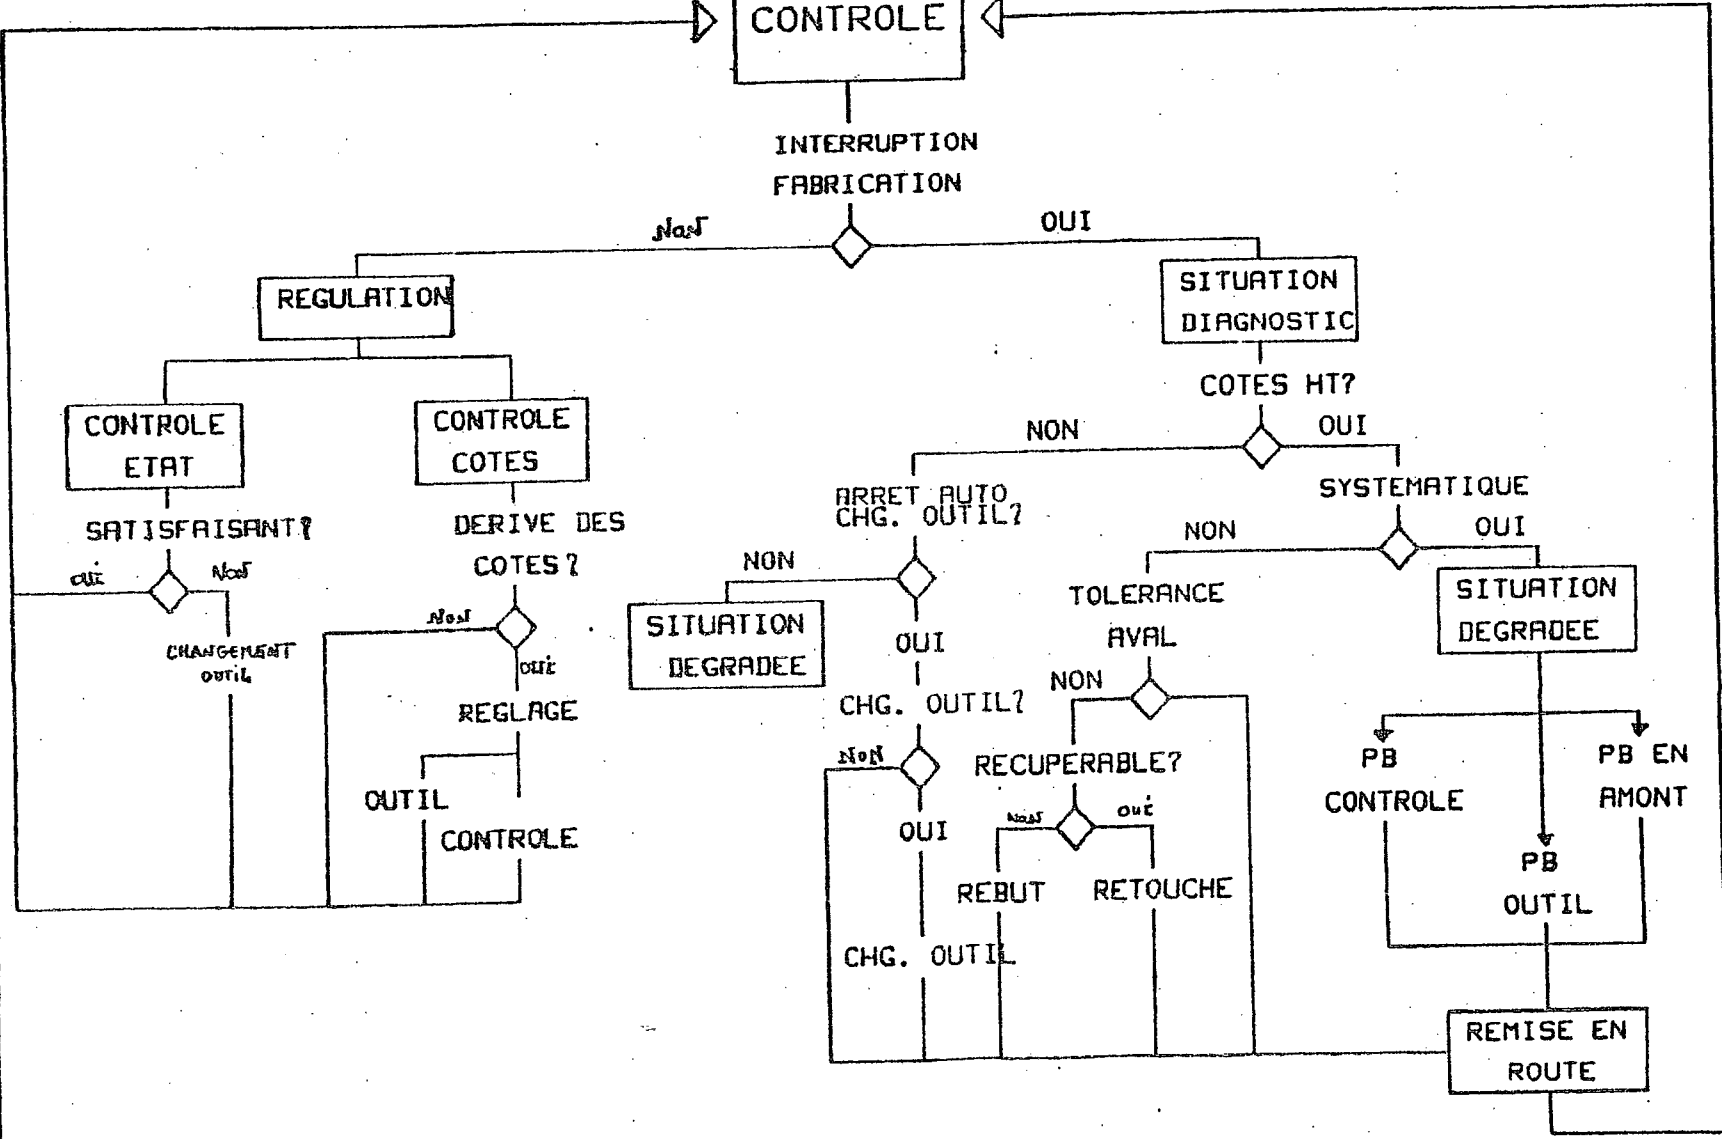 CONTROLE
INTERRUPTION
FABRICATION
NON
OUI
REGULATION
SITUATION
DIAGNOSTIC
COTES HT?
NON
OUI
CONTROLE
ETAT
CONTROLE
COTES
SATISFAISANT?
DERIVE DES
COTES?
ARRET AUTO
CHG. OUTIL?
SYSTEMATIQUE
NON
OUI
OUI
NON
NON
TOLERANCE
AVAL
SITUATION
DEGRADEE
CHANGEMENT
OUTIL
NON
OUI
SITUATION
DEGRADEE
OUI
REGLAGE
CHG. OUTIL?
NON
OUTIL
CONTROLE
NON
OUI
RECUPERABLE?
NON
OUI
PB
CONTROLE
PB EN
AMONT
REBUT
RETOUCHE
PB
OUTIL
CHG. OUTIL
REMISE EN
ROUTE